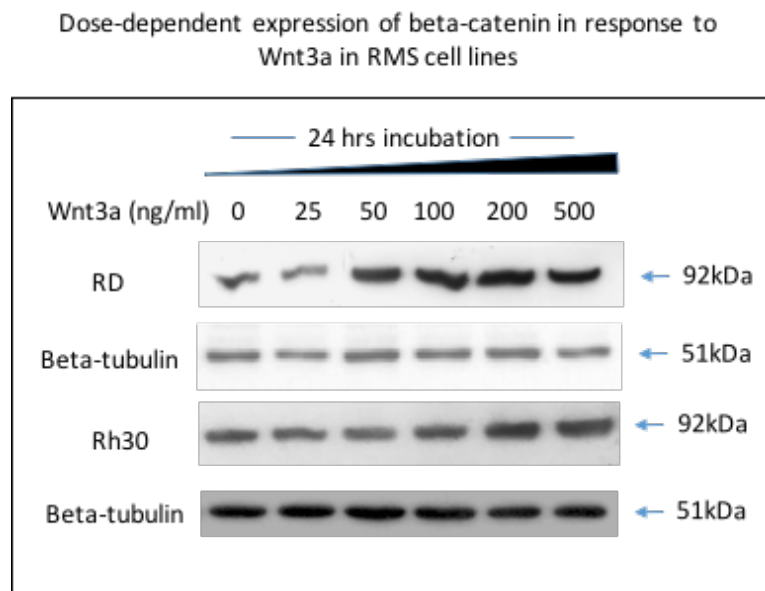 Dose-dependent expression of beta-catenin in response to
Wnt3a in RMS cell lines
24 hrs incubation
Wnt3a (ng/ml) 0 25 50 100 200 500
RD 92kDa
Beta-tubulin 51kDa
Rh30 92kDa
Beta-tubulin 51kDa